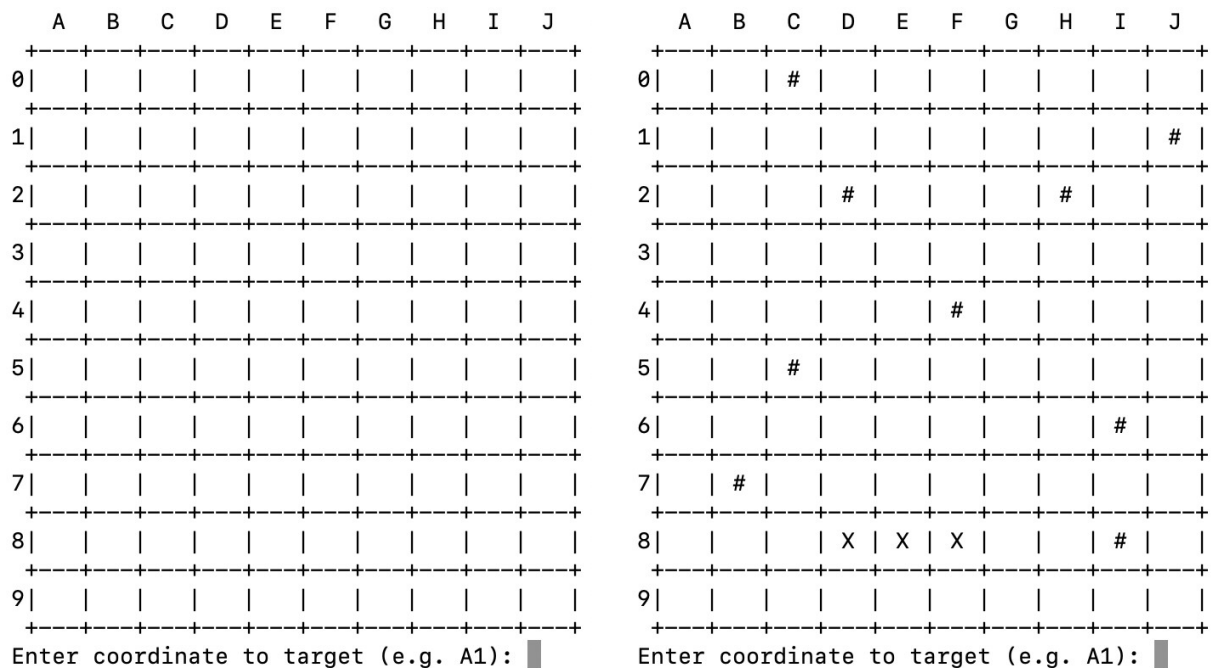 A B C D E F G H I J
+---+---+---+---+---+---+---+---+---+---+
0| | | | | | | | | | |
+---+---+---+---+---+---+---+---+---+---+
1| | | | | | | | | | |
+---+---+---+---+---+---+---+---+---+---+
2| | | | | | | | | | |
+---+---+---+---+---+---+---+---+---+---+
3| | | | | | | | | | |
+---+---+---+---+---+---+---+---+---+---+
4| | | | | | | | | | |
+---+---+---+---+---+---+---+---+---+---+
5| | | | | | | | | | |
+---+---+---+---+---+---+---+---+---+---+
6| | | | | | | | | | |
+---+---+---+---+---+---+---+---+---+---+
7| | | | | | | | | | |
+---+---+---+---+---+---+---+---+---+---+
8| | | | | | | | | | |
+---+---+---+---+---+---+---+---+---+---+
9| | | | | | | | | | |
+---+---+---+---+---+---+---+---+---+---+
Enter coordinate to target (e.g. A1):
A B C D E F G H I J
+---+---+---+---+---+---+---+---+---+---+
0| | | # | | | | | | | |
+---+---+---+---+---+---+---+---+---+---+
1| | | | | | | | | | # |
+---+---+---+---+---+---+---+---+---+---+
2| | | | # | | | | # | | |
+---+---+---+---+---+---+---+---+---+---+
3| | | | | | | | | | |
+---+---+---+---+---+---+---+---+---+---+
4| | | | | | # | | | | |
+---+---+---+---+---+---+---+---+---+---+
5| | | # | | | | | | | |
+---+---+---+---+---+---+---+---+---+---+
6| | | | | | | | | # | |
+---+---+---+---+---+---+---+---+---+---+
7| | # | | | | | | | | |
+---+---+---+---+---+---+---+---+---+---+
8| | | | X | X | X | | | # | |
+---+---+---+---+---+---+---+---+---+---+
9| | | | | | | | | | |
+---+---+---+---+---+---+---+---+---+---+
Enter coordinate to target (e.g. A1):